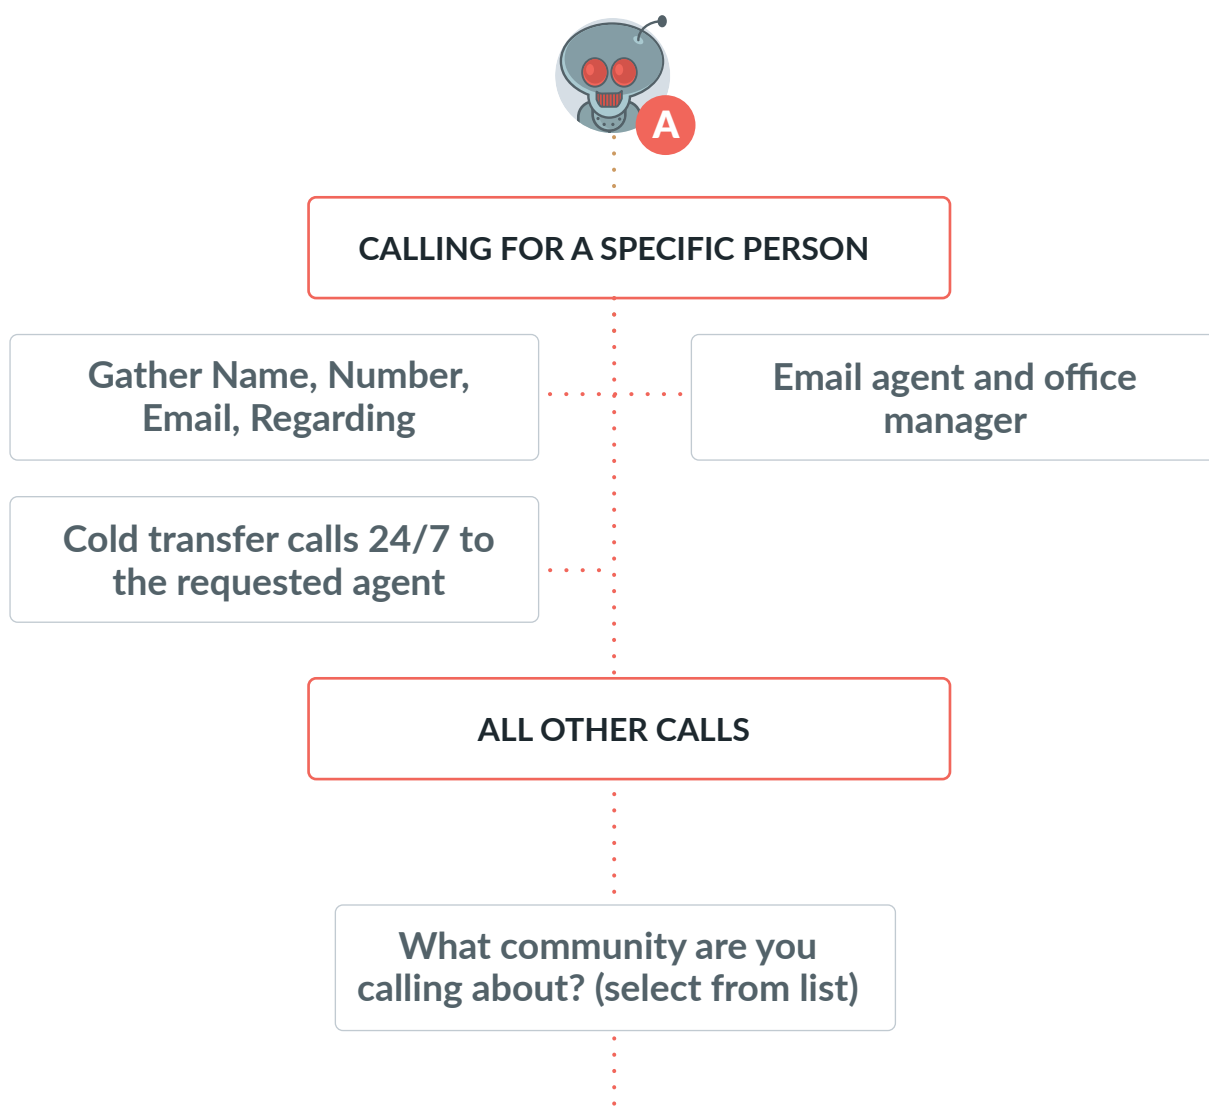 A
CALLING FOR A SPECIFIC PERSON
Gather Name, Number,
Email, Regarding
Email agent and office
manager
Cold transfer calls 24/7 to
the requested agent
ALL OTHER CALLS
What community are you
calling about? (select from list)